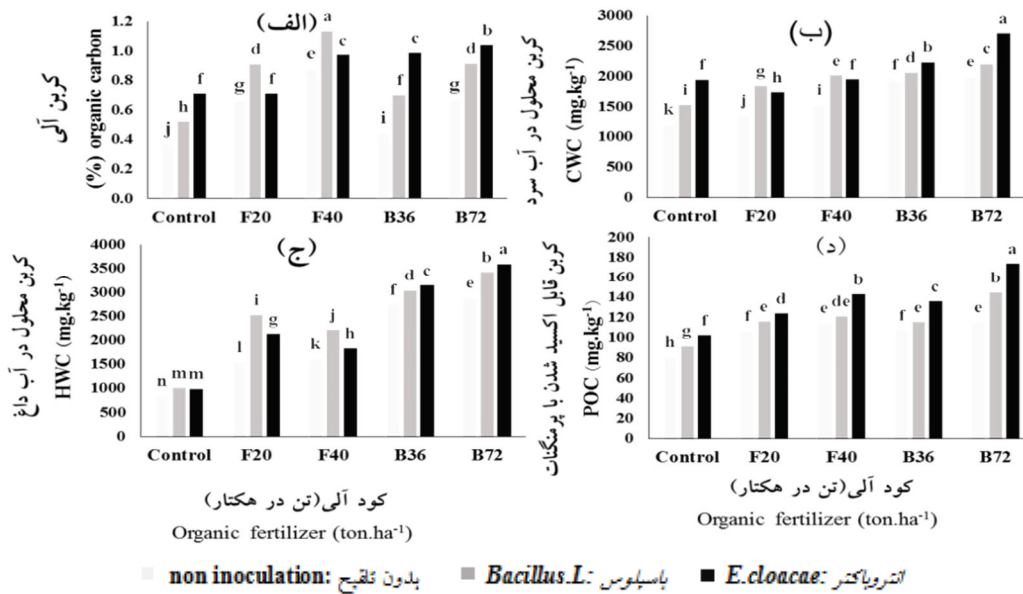 (الف)
کربن آلی
(%) organic carbon
1.2
1.0
0.8
0.6
0.4
0.2
0.0
j h f
g d g
e a c
i f c
g d b
Control F20 F40 B36 B72
(ب)
کربن محلول در آب سرد
CWC (mg.kg-1)
3000
2500
2000
1500
1000
500
0
k i f
j g h
i e f
f d b
e c a
Control F20 F40 B36 B72
(ج)
کربن محلول در آب داغ
HWC (mg.kg-1)
4000
3500
3000
2500
2000
1500
1000
500
0
n m m
l i g
k j h
f d c
e b a
Control F20 F40 B36 B72
کود آلی(تن در هکتار)
Organic fertilizer (ton.ha-1)
(د)
کربن قابل اکسید شدن با پرمنگنات
POC (mg.kg-1)
200
180
160
140
120
100
80
60
40
20
0
h g f
f e d
e de b
f e c
e b a
Control F20 F40 B36 B72
کود آلی(تن در هکتار)
Organic fertilizer (ton.ha-1)
non inoculation: بدون تلقیح Bacillus.L: باسیلوس E.cloacae: انتروباکتر